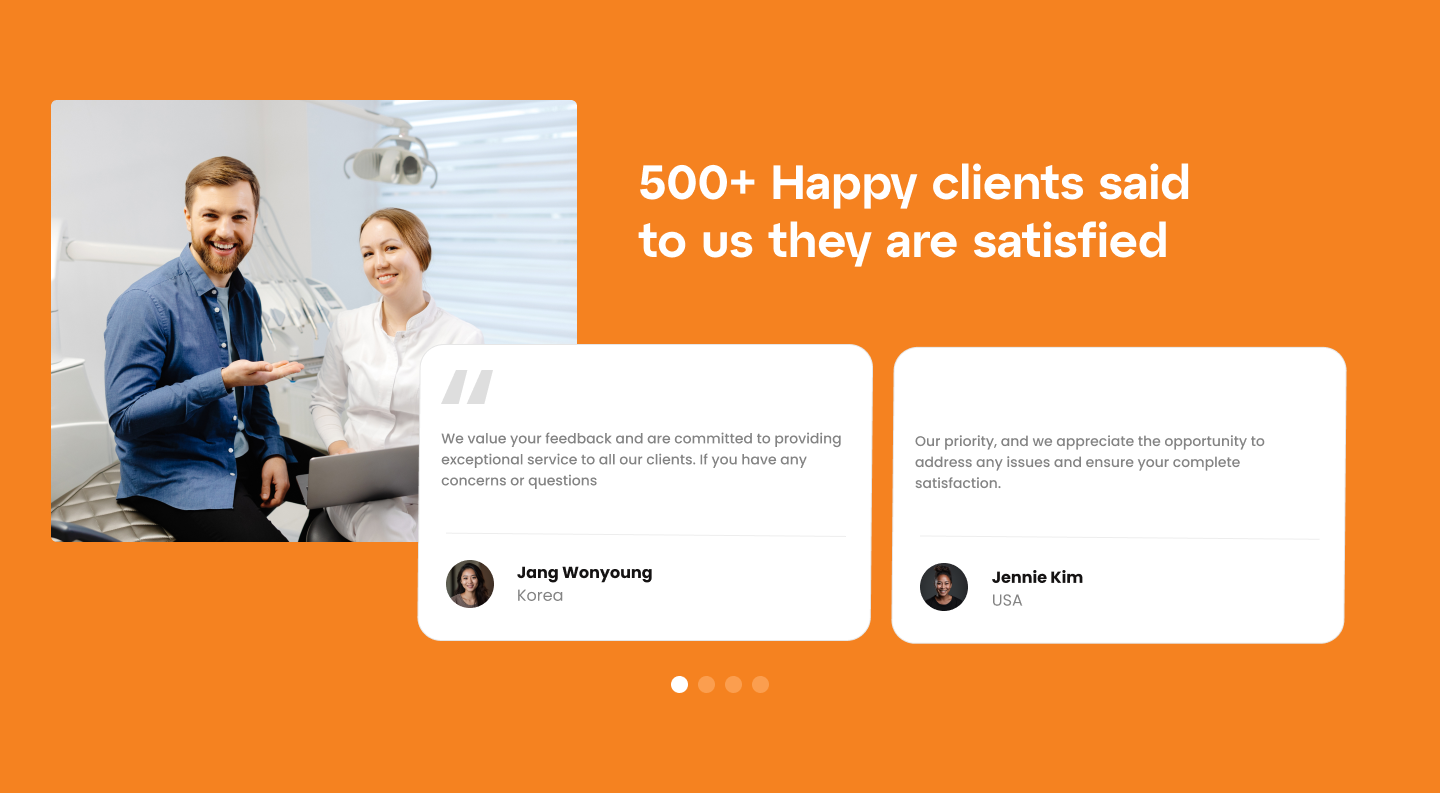 500+ Happy clients said
to us they are satisfied
We value your feedback and are committed to providing
exceptional service to all our clients. If you have any
concerns or questions
Jang Wonyoung
Korea
Our priority, and we appreciate the opportunity to
address any issues and ensure your complete
satisfaction.
Jennie Kim
USA